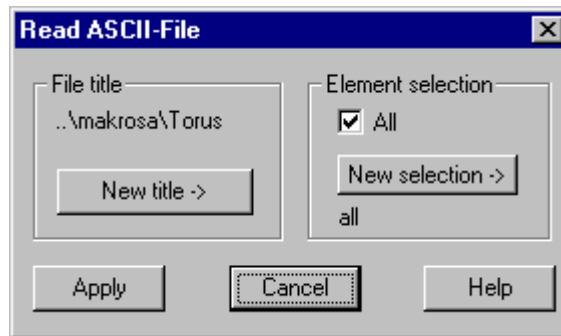 Read ASCII-File
File title
..\makrosa\Torus
New title ->
Element selection
All
New selection ->
all
Apply
Cancel
Help